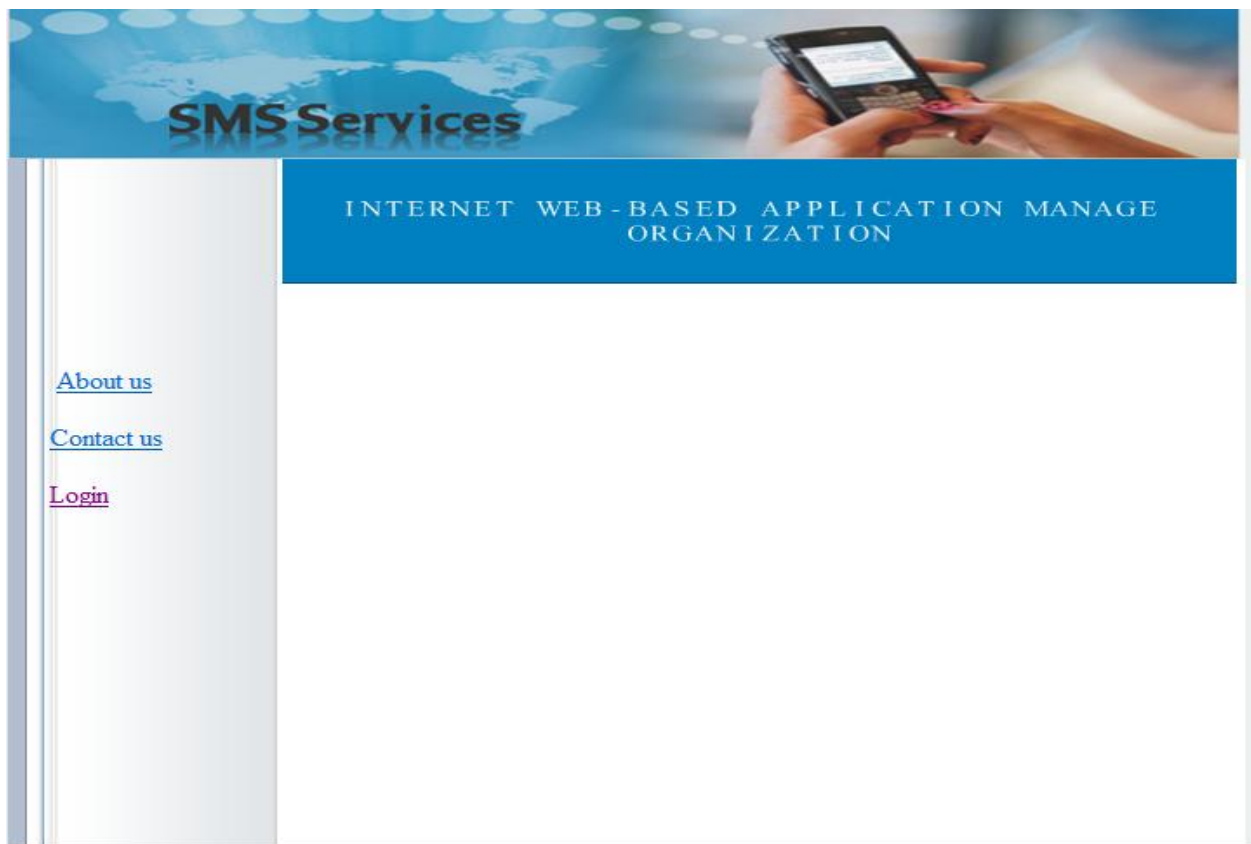 SMS Services
INTERNET WEB-BASED APPLICATION MANAGE
ORGANIZATION
About us
Contact us
Login